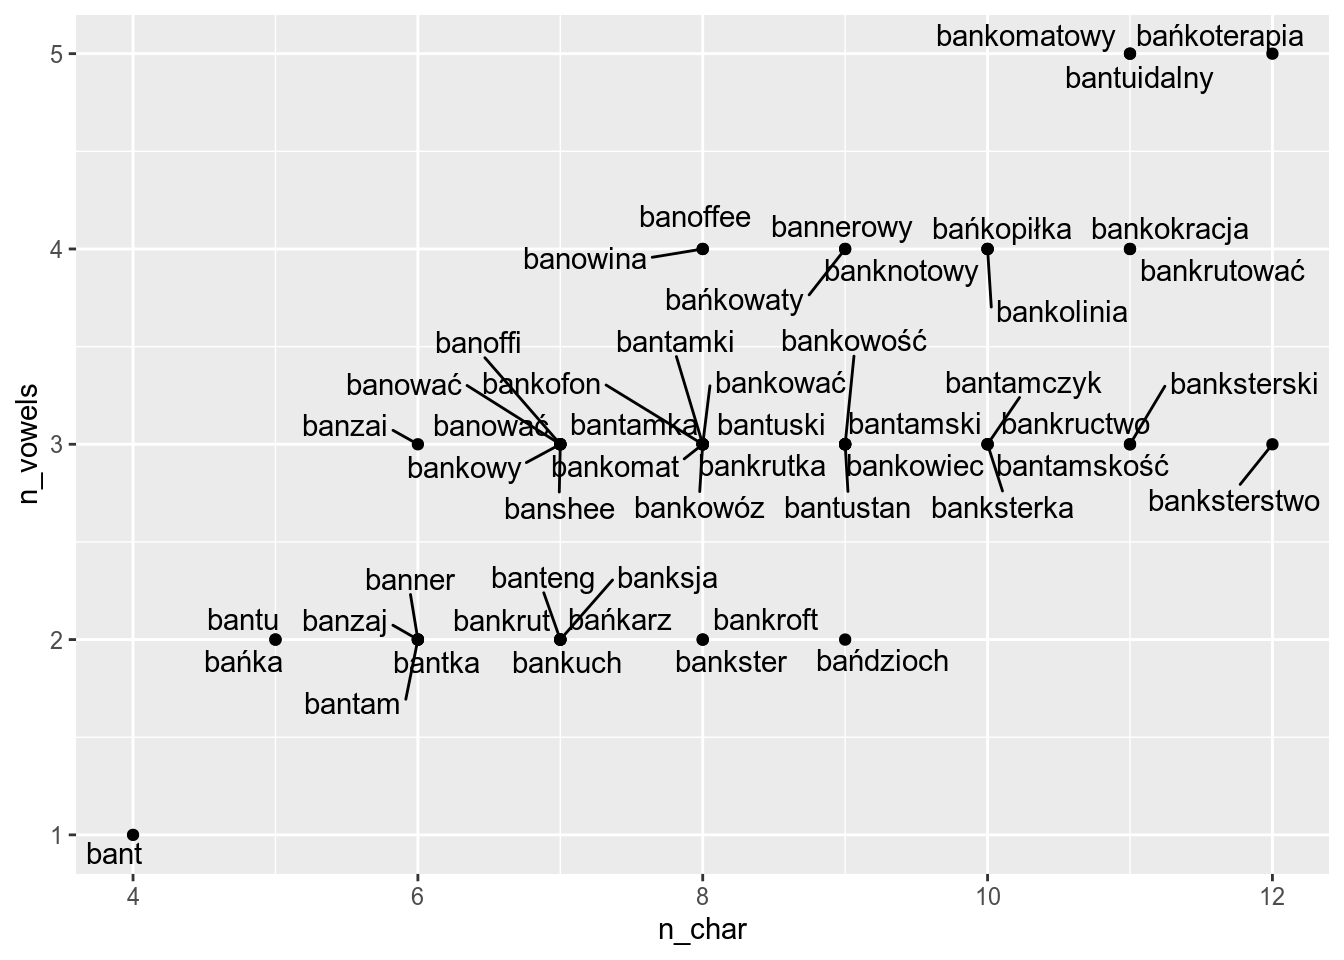 bankomatowy bańkoterapia
5
bantuidalny
banoffee
bannerowy bańkopiłka bankokracja
4
banowina
banknotowy bankrutować
bańkowaty
bankolinia
banoffi bantamki bankowość
banować bankofon bankować bantamczyk banksterski
banzai banować bantamka bantuski bantamski bankructwo
3
bankowy bankomat bankrutka bankowiec bantamskość
banshee bankowóz bantustan banksterka banksterstwo
n_vowels
banner banteng banksja
bantu banzaj bankrut bańkarz bankroft
2
bańka bantka bankuch bankster bańdzioch
bantam
1
bant
4 6 8 10 12
n_char